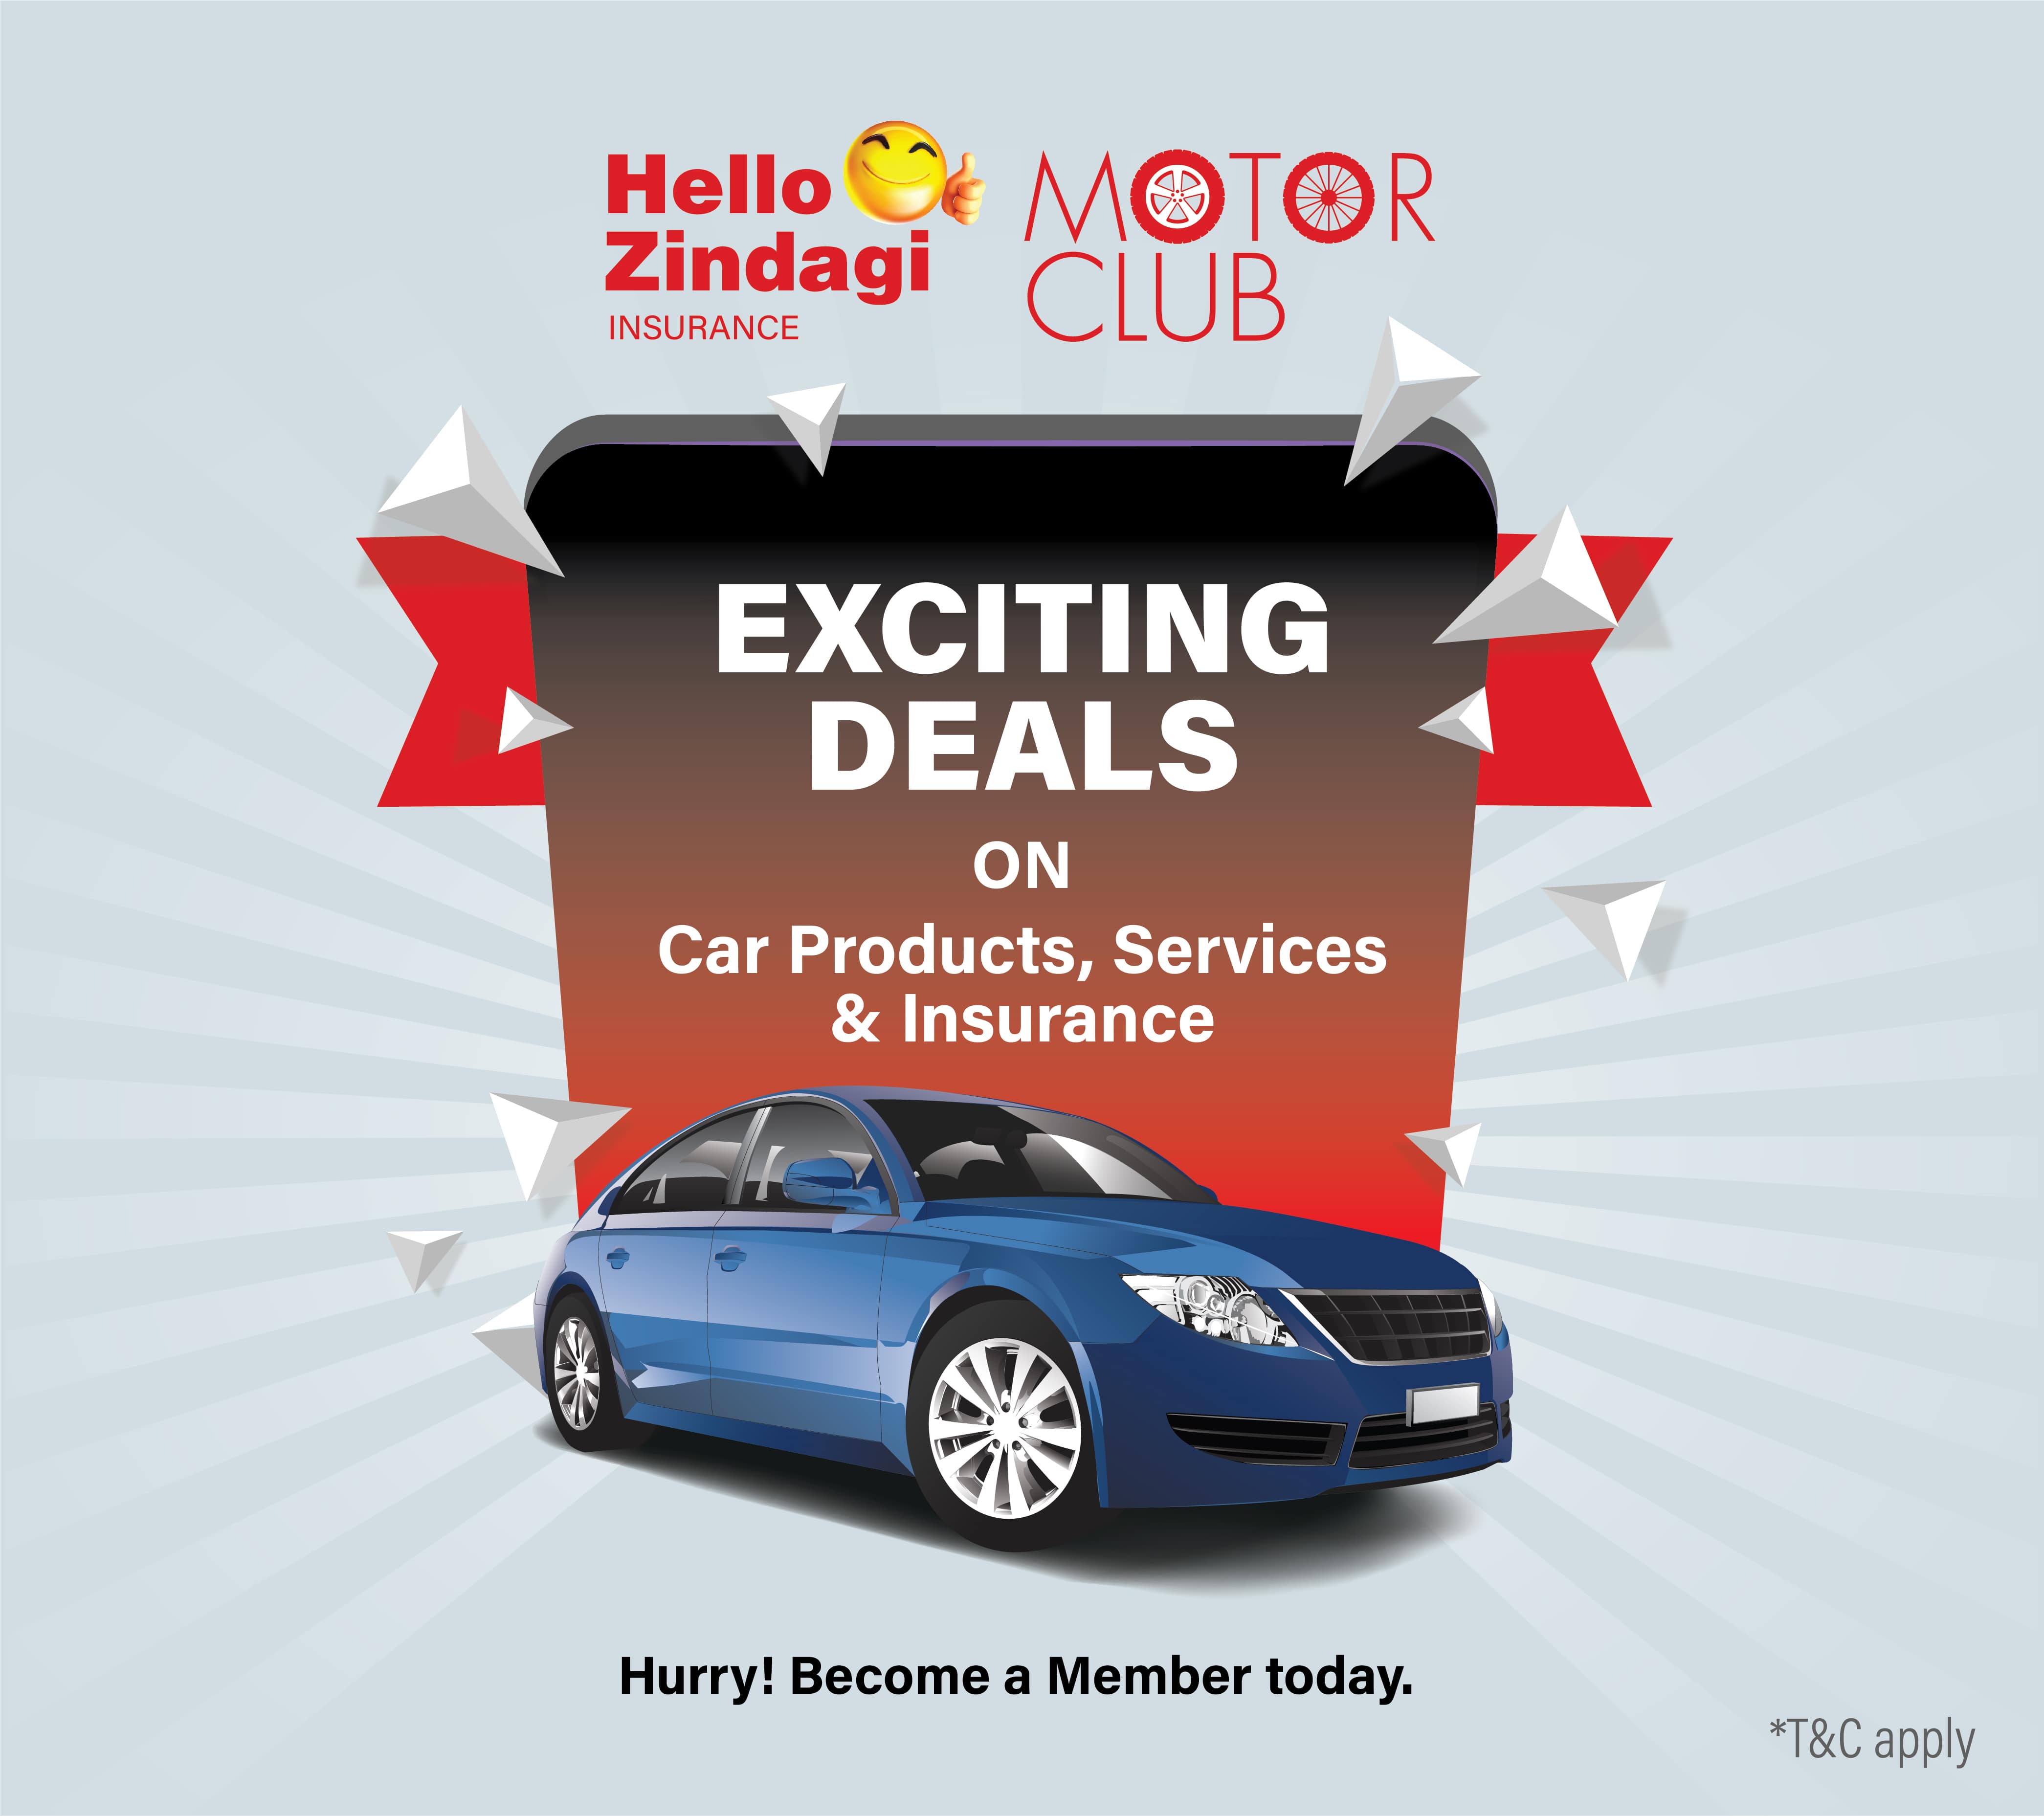 Hello
Zindagi
INSURANCE
MOTOR
CLUB
EXCITING
DEALS
ON
Car Products, Services
& Insurance
Hurry! Become a Member today.
*T&C apply